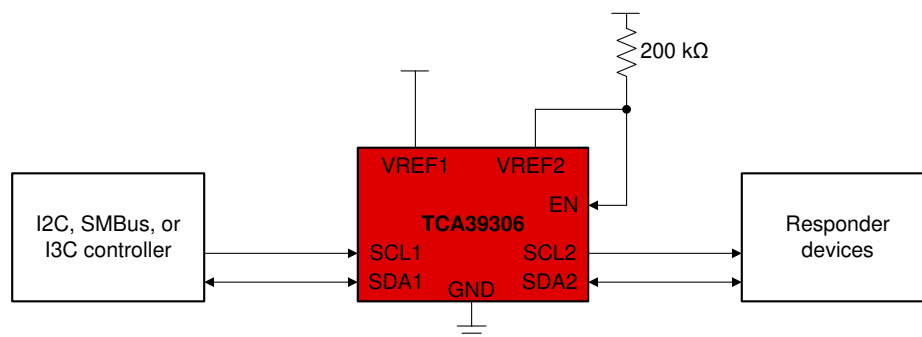 200 kΩ
VREF1
VREF2
EN
TCA39306
I2C, SMBus, or
I3C controller
SCL1
SCL2
SDA1
SDA2
GND
Responder
devices